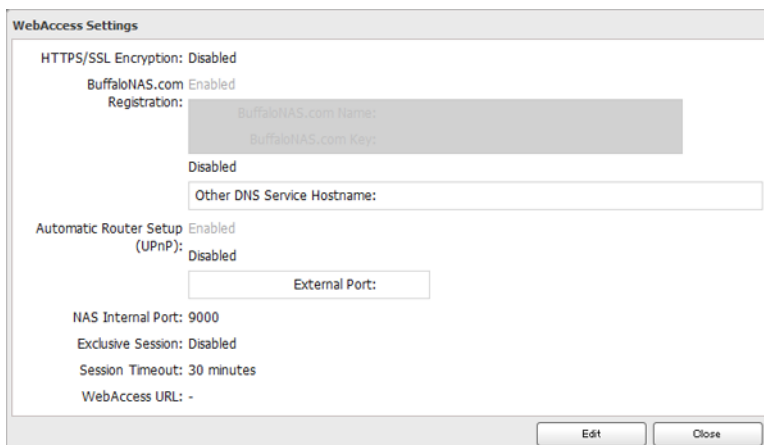 WebAccess Settings
HTTPS/SSL Encryption: Disabled
BuffaloNAS.com Registration: Enabled
BuffaloNAS.com Name:
BuffaloNAS.com Key:
Disabled
Other DNS Service Hostname:
Automatic Router Setup (UPnP): Enabled
Disabled
External Port:
NAS Internal Port: 9000
Exclusive Session: Disabled
Session Timeout: 30 minutes
WebAccess URL: -
Edit
Close